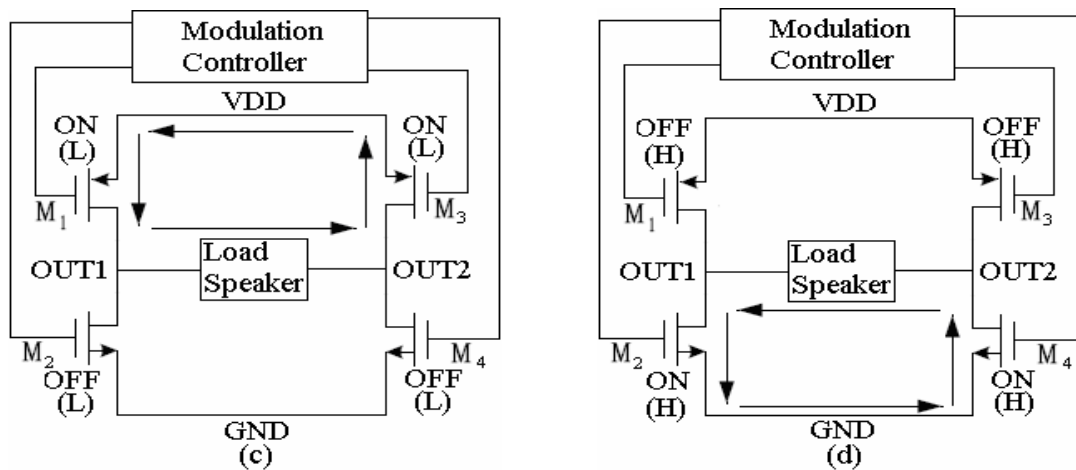 Modulation
Controller
VDD
ON
(L)
ON
(L)
M1
M3
OUT1
Load
Speaker
OUT2
M2
M4
OFF
(L)
OFF
(L)
GND
(c)
Modulation
Controller
VDD
OFF
(H)
OFF
(H)
M1
M3
OUT1
Load
Speaker
OUT2
M2
M4
ON
(H)
ON
(H)
GND
(d)